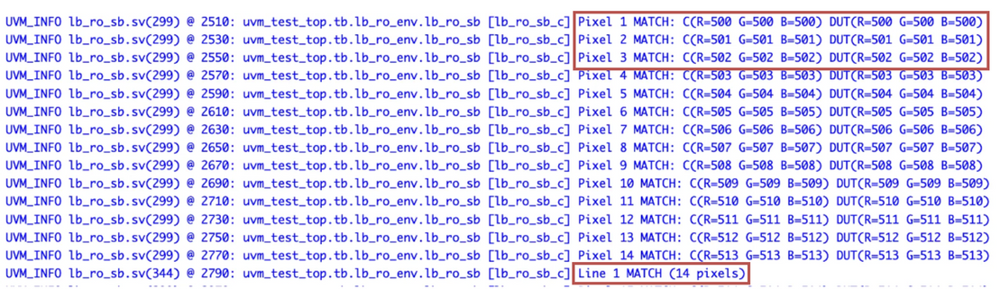 UVM_INFO lb_ro_sb.sv(299) @ 2510: uvm_test_top.tb.lb_ro_env.lb_ro_sb [lb_ro_sb_c] Pixel 1 MATCH: C(R=500 G=500 B=500) DUT(R=500 G=500 B=500)
UVM_INFO lb_ro_sb.sv(299) @ 2530: uvm_test_top.tb.lb_ro_env.lb_ro_sb [lb_ro_sb_c] Pixel 2 MATCH: C(R=501 G=501 B=501) DUT(R=501 G=501 B=501)
UVM_INFO lb_ro_sb.sv(299) @ 2550: uvm_test_top.tb.lb_ro_env.lb_ro_sb [lb_ro_sb_c] Pixel 3 MATCH: C(R=502 G=502 B=502) DUT(R=502 G=502 B=502)
UVM_INFO lb_ro_sb.sv(299) @ 2570: uvm_test_top.tb.lb_ro_env.lb_ro_sb [lb_ro_sb_c] Pixel 4 MATCH: C(R=503 G=503 B=503) DUT(R=503 G=503 B=503)
UVM_INFO lb_ro_sb.sv(299) @ 2590: uvm_test_top.tb.lb_ro_env.lb_ro_sb [lb_ro_sb_c] Pixel 5 MATCH: C(R=504 G=504 B=504) DUT(R=504 G=504 B=504)
UVM_INFO lb_ro_sb.sv(299) @ 2610: uvm_test_top.tb.lb_ro_env.lb_ro_sb [lb_ro_sb_c] Pixel 6 MATCH: C(R=505 G=505 B=505) DUT(R=505 G=505 B=505)
UVM_INFO lb_ro_sb.sv(299) @ 2630: uvm_test_top.tb.lb_ro_env.lb_ro_sb [lb_ro_sb_c] Pixel 7 MATCH: C(R=506 G=506 B=506) DUT(R=506 G=506 B=506)
UVM_INFO lb_ro_sb.sv(299) @ 2650: uvm_test_top.tb.lb_ro_env.lb_ro_sb [lb_ro_sb_c] Pixel 8 MATCH: C(R=507 G=507 B=507) DUT(R=507 G=507 B=507)
UVM_INFO lb_ro_sb.sv(299) @ 2670: uvm_test_top.tb.lb_ro_env.lb_ro_sb [lb_ro_sb_c] Pixel 9 MATCH: C(R=508 G=508 B=508) DUT(R=508 G=508 B=508)
UVM_INFO lb_ro_sb.sv(299) @ 2690: uvm_test_top.tb.lb_ro_env.lb_ro_sb [lb_ro_sb_c] Pixel 10 MATCH: C(R=509 G=509 B=509) DUT(R=509 G=509 B=509)
UVM_INFO lb_ro_sb.sv(299) @ 2710: uvm_test_top.tb.lb_ro_env.lb_ro_sb [lb_ro_sb_c] Pixel 11 MATCH: C(R=510 G=510 B=510) DUT(R=510 G=510 B=510)
UVM_INFO lb_ro_sb.sv(299) @ 2730: uvm_test_top.tb.lb_ro_env.lb_ro_sb [lb_ro_sb_c] Pixel 12 MATCH: C(R=511 G=511 B=511) DUT(R=511 G=511 B=511)
UVM_INFO lb_ro_sb.sv(299) @ 2750: uvm_test_top.tb.lb_ro_env.lb_ro_sb [lb_ro_sb_c] Pixel 13 MATCH: C(R=512 G=512 B=512) DUT(R=512 G=512 B=512)
UVM_INFO lb_ro_sb.sv(299) @ 2770: uvm_test_top.tb.lb_ro_env.lb_ro_sb [lb_ro_sb_c] Pixel 14 MATCH: C(R=513 G=513 B=513) DUT(R=513 G=513 B=513)
UVM_INFO lb_ro_sb.sv(344) @ 2790: uvm_test_top.tb.lb_ro_env.lb_ro_sb [lb_ro_sb_c] Line 1 MATCH (14 pixels)